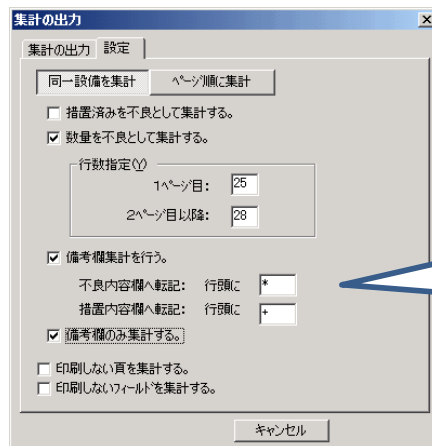 集計の出力
集計の出力 設定
同一設備を集計 ページ順に集計
措置済みを不良として集計する。
数量を不良として集計する。
行数指定(Y)
1ページ目: 25
2ページ目以降: 28
備考欄集計を行う。
不良内容欄へ転記: 行頭に *
措置内容欄へ転記: 行頭に +
備考欄のみ集計する。
印刷しない頁を集計する。
印刷しないフィールドを集計する。
キャンセル